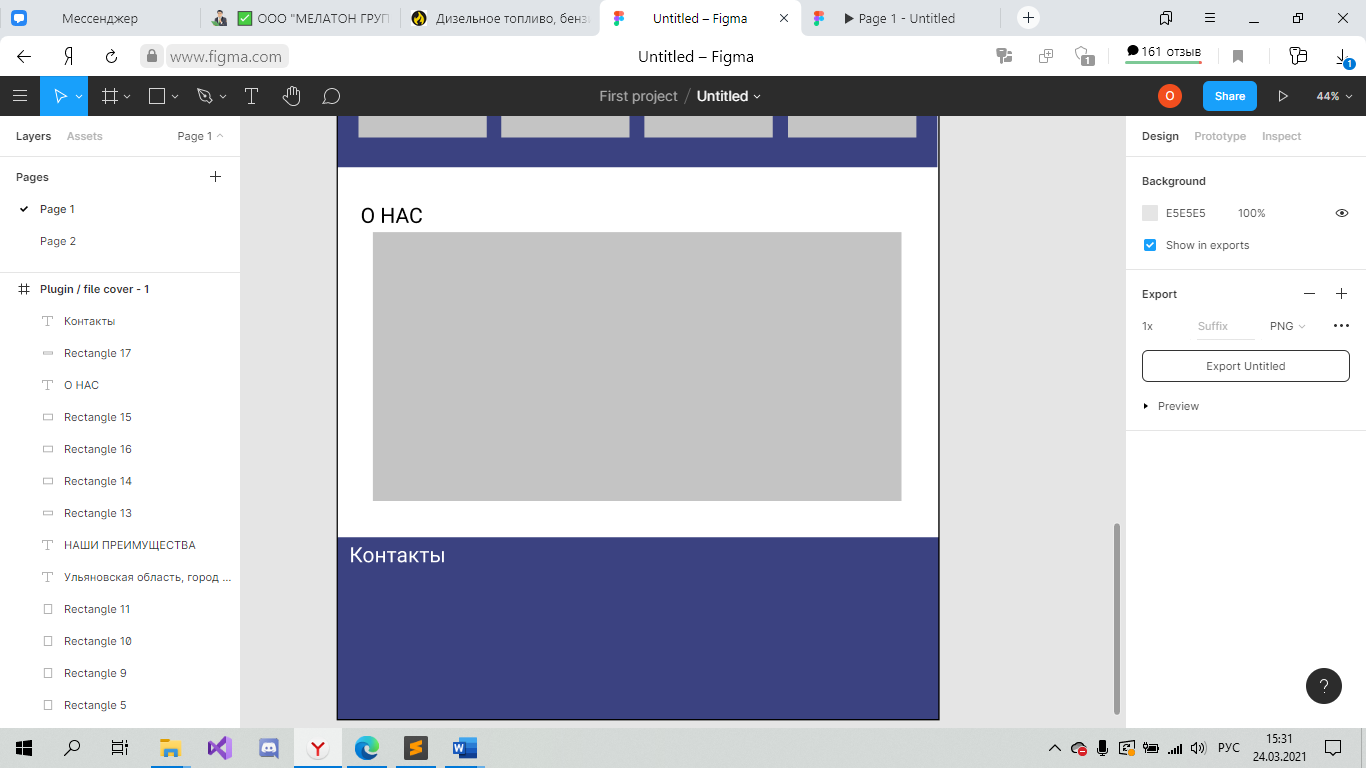 Мессенджер
ООО "МЕЛАТОН ГРУП
Дизельное топливо, бенз
Untitled – Figma
Page 1 - Untitled
www.figma.com
Untitled – Figma
1
161 отзыв
1
First project / Untitled
O
Share
44%
Layers
Assets
Page 1
Pages
Page 1
Page 2
Plugin / file cover - 1
Контакты
Rectangle 17
О НАС
Rectangle 15
Rectangle 16
Rectangle 14
Rectangle 13
НАШИ ПРЕИМУЩЕСТВА
Ульяновская область, город ...
Rectangle 11
Rectangle 10
Rectangle 9
Rectangle 5
О НАС
Контакты
Design
Prototype
Inspect
Background
E5E5E5
100%
Show in exports
Export
1x
Suffix
PNG
Export Untitled
Preview
?
РУС
15:31
24.03.2021